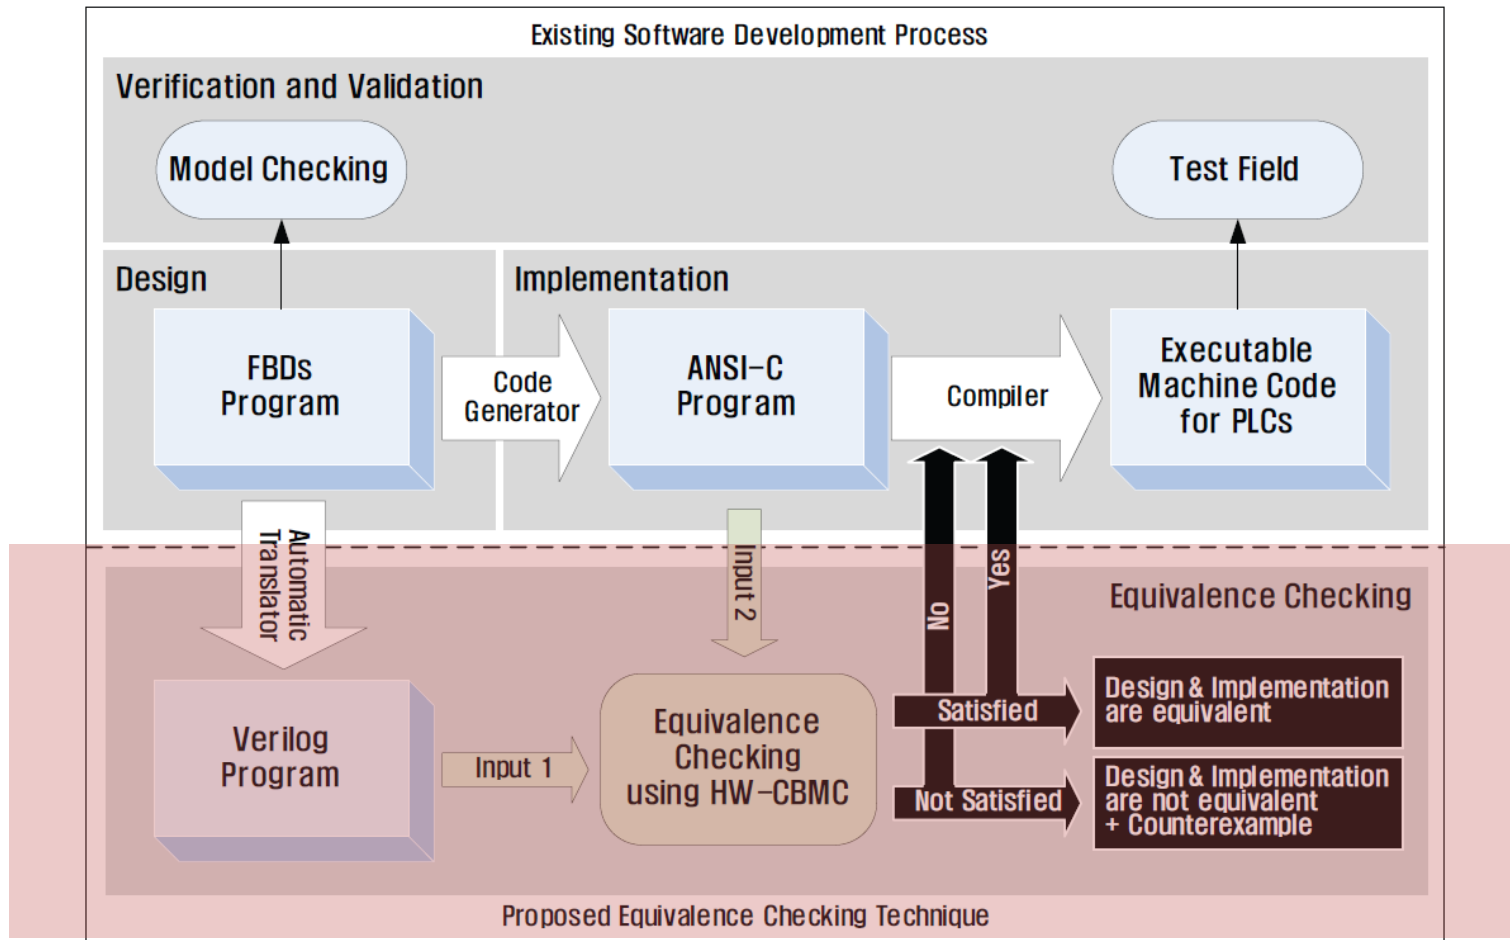 Existing Software Development Process
Verification and Validation
Model Checking
Test Field
Design
Implementation
FBDs
Program
Code
Generator
ANSI-C
Program
Compiler
Executable
Machine Code
for PLCs
Automatic
Translator
Input 2
No
Yes
Equivalence Checking
Verilog
Program
Input 1
Equivalence
Checking
using HW-CBMC
Satisfied
Design & Implementation
are equivalent
Not Satisfied
Design & Implementation
are not equivalent
+ Counterexample
Proposed Equivalence Checking Technique